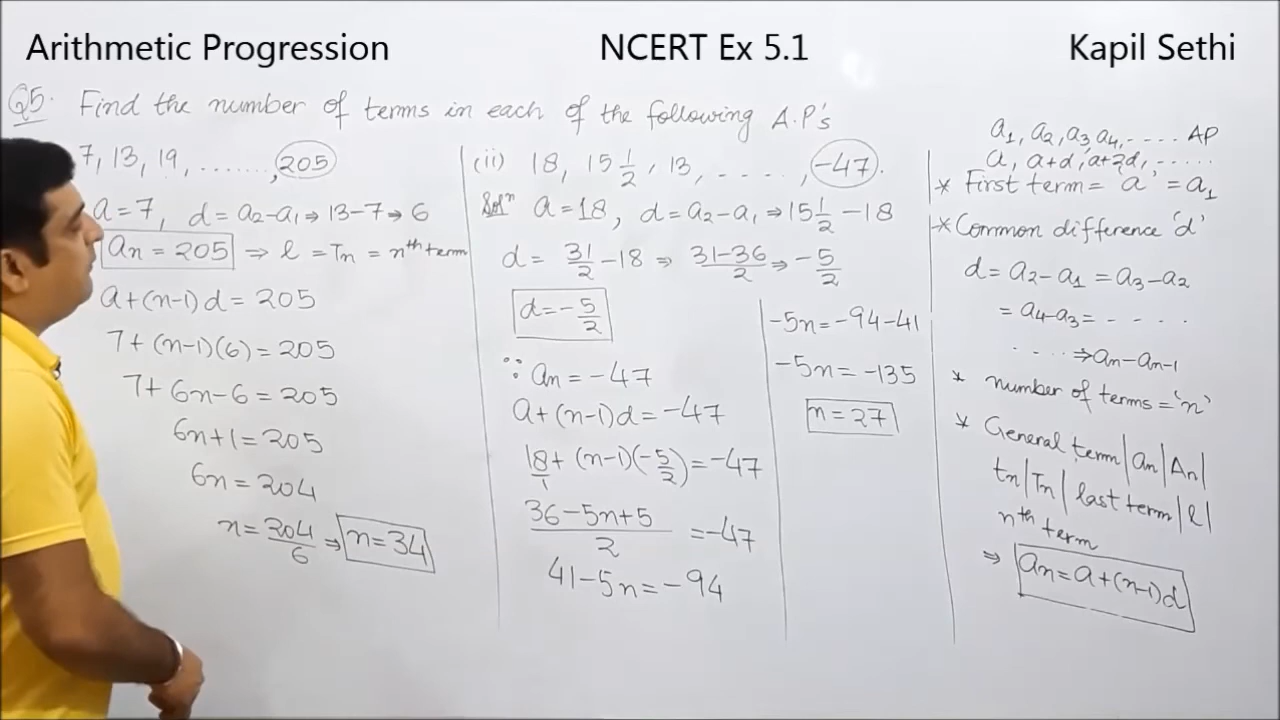 Arithmetic Progression NCERT Ex 5.1 Kapil Sethi
Q5. Find the number of terms in each of the following A.P's
7, 13, 19, ......., 205
a = 7, d = a2-a1 ⇒ 13-7 ⇒ 6
an = 205 ⇒ l = Tn = nth term
a+(n-1)d = 205
7+(n-1)(6) = 205
7+6n-6 = 205
6n+1 = 205
6n = 204
n = 204/6 ⇒ n = 34
(ii) 18, 15 1/2, 13, - - - - -, -47.
Soln a = 18, d = a2-a1 ⇒ 15 1/2 - 18
d = 31/2 - 18 ⇒ 31-36/2 ⇒ -5/2
d = -5/2
∵ an = -47
a+(n-1)d = -47
18/1 + (n-1)(-5/2) = -47
36-5n+5/2 = -47
41-5n = -94
-5n = -94-41
-5n = -135
n = 27
a1, a2, a3, a4, ..... AP
a, a+d, a+2d, ......
* First term = 'a' = a1
* Common difference 'd'
d = a2-a1 = a3-a2
= a4-a3 = - - - -
.... ⇒ an-an-1
* number of terms = 'n'
* General term | an | An |
tn | Tn | last term | l |
nth term
⇒ an = a+(n-1)d